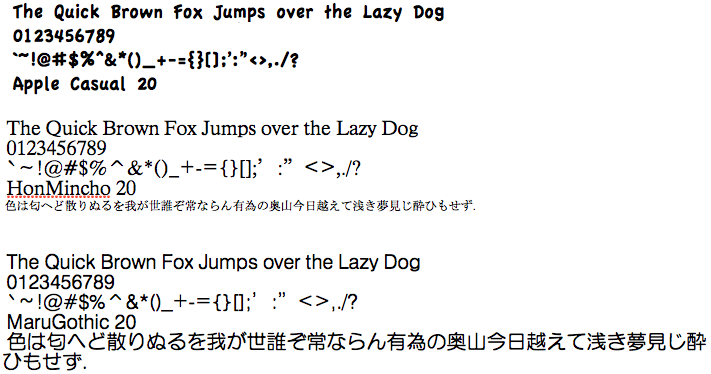 The Quick Brown Fox Jumps over the Lazy Dog
0123456789
`~!@#$%^&*()_+-={}[];’:”<>,./?
Apple Casual 20
The Quick Brown Fox Jumps over the Lazy Dog
0123456789
`~!@#$%^&*()_+-={}[];’:” <>,./?
HonMincho 20
色は匂へど散りぬるを我が世誰ぞ常ならん有為の奥山今日越えて浅き夢見じ酔ひもせず.
The Quick Brown Fox Jumps over the Lazy Dog
0123456789
`~!@#$%^&*()_+-={}[];’:” <>,./?
MaruGothic 20
色は匂へど散りぬるを我が世誰ぞ常ならん有為の奥山今日越えて浅き夢見じ酔
ひもせず.